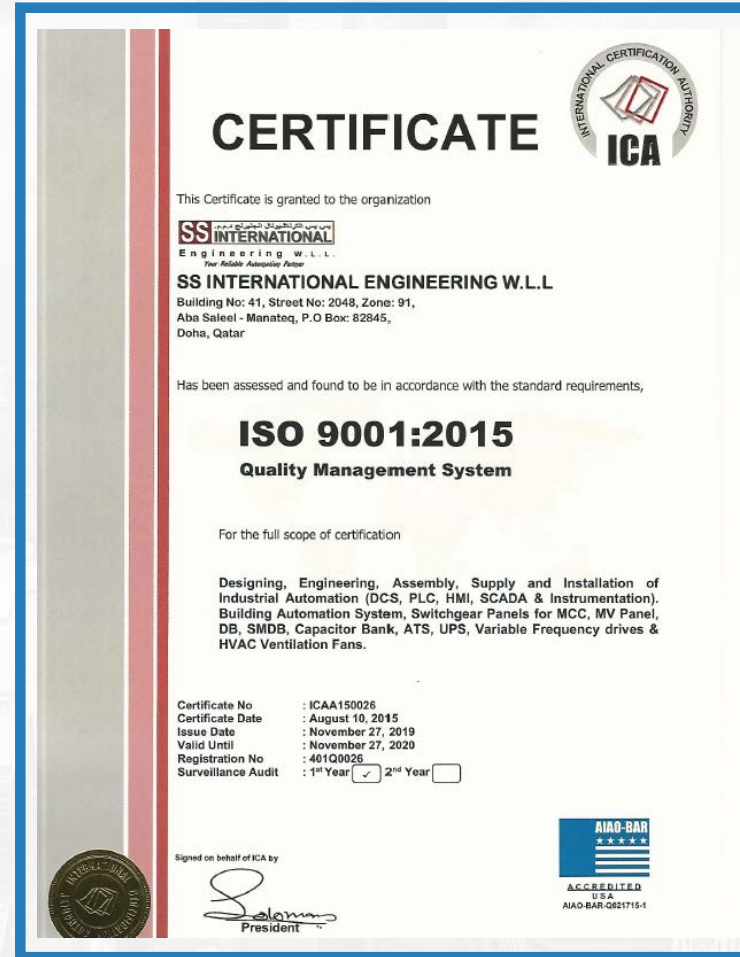 INTERNATIONAL CERTIFICATION AUTHORITY
ICA
CERTIFICATE
This Certificate is granted to the organization
SS INTERNATIONAL
Engineering W.L.L.
Your Reliable Automation Partner
SS INTERNATIONAL ENGINEERING W.L.L
Building No: 41, Street No: 2048, Zone: 91,
Aba Saleel - Manateq, P.O Box: 82845,
Doha, Qatar
Has been assessed and found to be in accordance with the standard requirements,
ISO 9001:2015
Quality Management System
For the full scope of certification
Designing, Engineering, Assembly, Supply and Installation of
Industrial Automation (DCS, PLC, HMI, SCADA & Instrumentation).
Building Automation System, Switchgear Panels for MCC, MV Panel,
DB, SMDB, Capacitor Bank, ATS, UPS, Variable Frequency drives &
HVAC Ventilation Fans.
Certificate No : ICAA150026
Certificate Date : August 10, 2015
Issue Date : November 27, 2019
Valid Until : November 27, 2020
Registration No : 401Q0026
Surveillance Audit : 1st Year ✓ 2nd Year
AIAO-BAR
ACCREDITED
USA
AIAO-BAR-Q021715-1
Signed on behalf of ICA by
Solomon
President